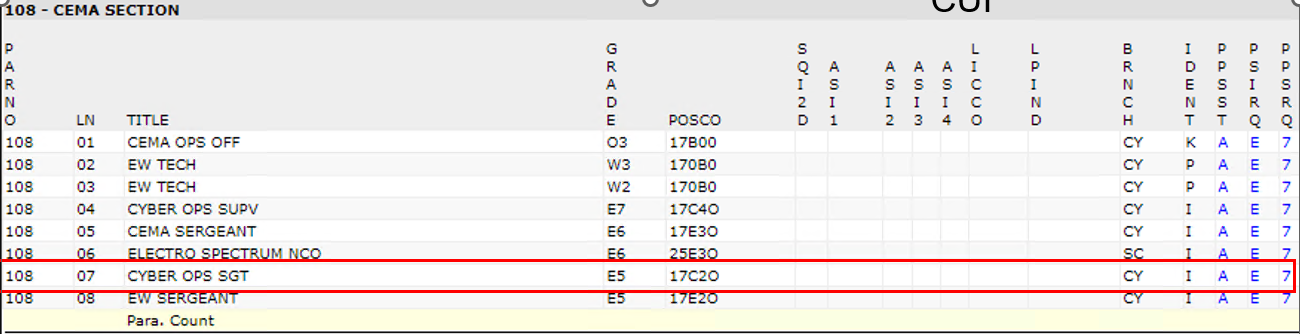 CUI
108 - CEMA SECTION
PARNO LN TITLE GRADE POSCO SQI2D ASI1 ASI2 ASI3 ASI4 LICCO LPIND BRNCH IDENT PPSST PSIRQ PPSRQ
108 01 CEMA OPS OFF O3 17B00 CY K A E 7
108 02 EW TECH W3 170B0 CY P A E 7
108 03 EW TECH W2 170B0 CY P A E 7
108 04 CYBER OPS SUPV E7 17C4O CY I A E 7
108 05 CEMA SERGEANT E6 17E3O CY I A E 7
108 06 ELECTRO SPECTRUM NCO E6 25E3O SC I A E 7
108 07 CYBER OPS SGT E5 17C2O CY I A E 7
108 08 EW SERGEANT E5 17E2O CY I A E 7
Para. Count